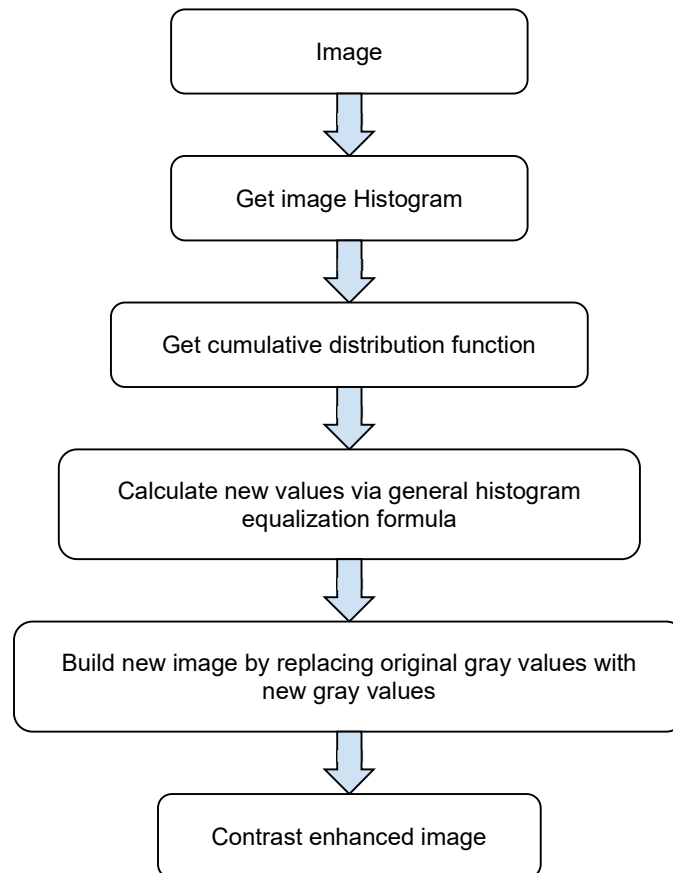 Image
Get image Histogram
Get cumulative distribution function
Calculate new values via general histogram
equalization formula
Build new image by replacing original gray values with
new gray values
Contrast enhanced image